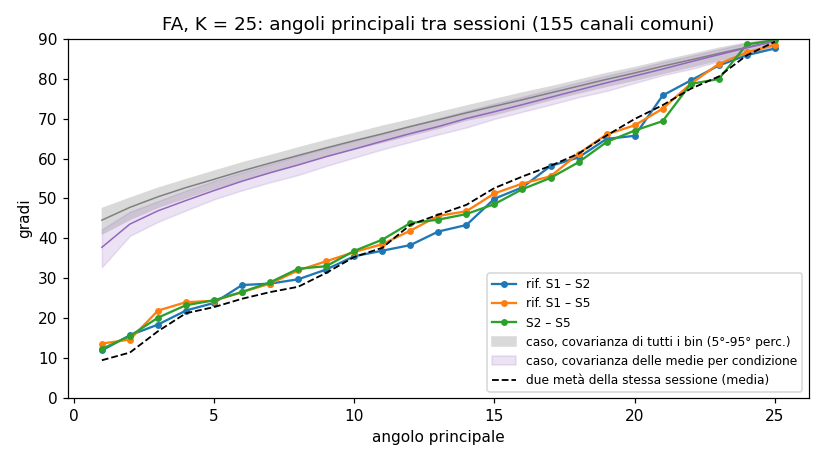 FA, K = 25: angoli principali tra sessioni (155 canali comuni)
90
80
70
60
50
40
30
20
10
0
gradi
rif. S1 – S2
rif. S1 – S5
S2 – S5
caso, covarianza di tutti i bin (5°-95° perc.)
caso, covarianza delle medie per condizione
due metà della stessa sessione (media)
0 5 10 15 20 25
angolo principale